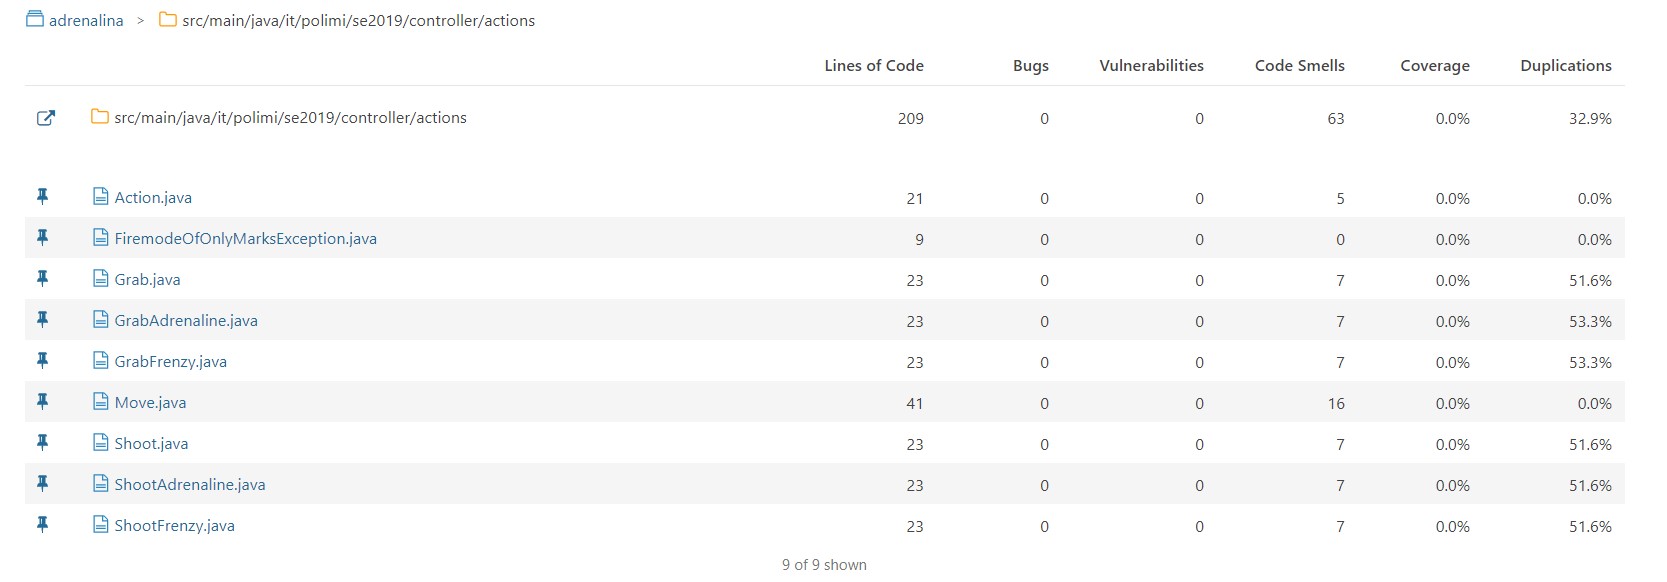 adrenalina > src/main/java/it/polimi/se2019/controller/actions
Lines of Code Bugs Vulnerabilities Code Smells Coverage Duplications
src/main/java/it/polimi/se2019/controller/actions 209 0 0 63 0.0% 32.9%
Action.java 21 0 0 5 0.0% 0.0%
FiremodeOfOnlyMarksException.java 9 0 0 0 0.0% 0.0%
Grab.java 23 0 0 7 0.0% 51.6%
GrabAdrenaline.java 23 0 0 7 0.0% 53.3%
GrabFrenzy.java 23 0 0 7 0.0% 53.3%
Move.java 41 0 0 16 0.0% 0.0%
Shoot.java 23 0 0 7 0.0% 51.6%
ShootAdrenaline.java 23 0 0 7 0.0% 51.6%
ShootFrenzy.java 23 0 0 7 0.0% 51.6%
9 of 9 shown